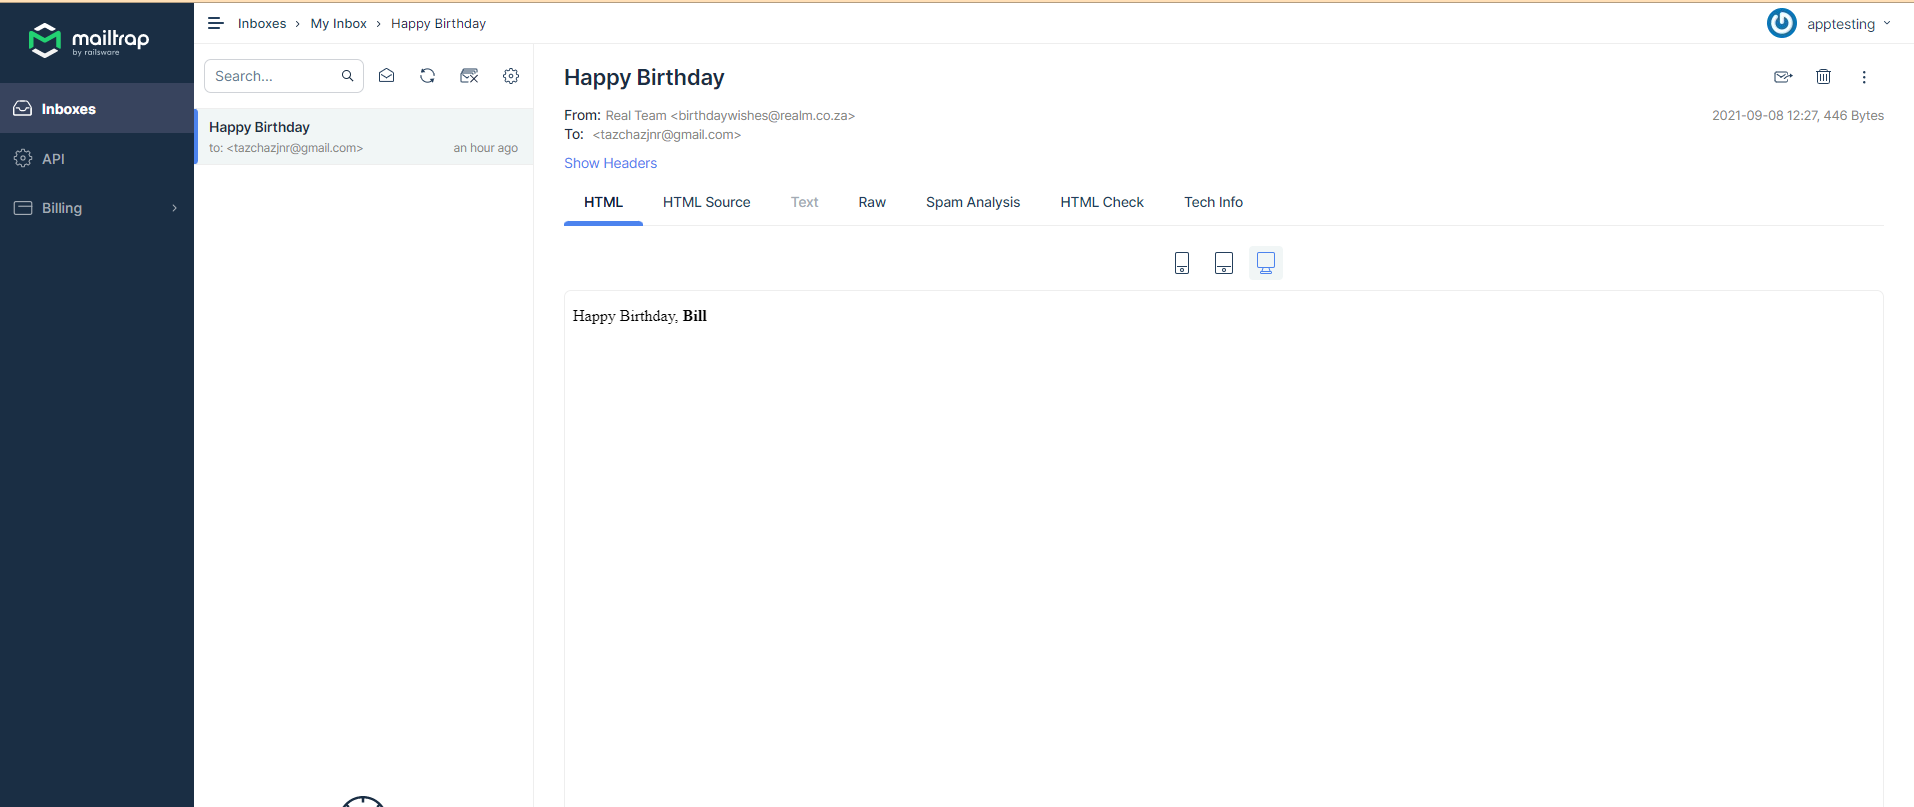 mailtrap
by railsware
Inboxes
API
Billing
Inboxes › My Inbox › Happy Birthday
apptesting
Search...
Happy Birthday
to: <tazchazjnr@gmail.com> an hour ago
Happy Birthday
From: Real Team <birthdaywishes@realm.co.za>
2021-09-08 12:27, 446 Bytes
To: <tazchazjnr@gmail.com>
Show Headers
HTML HTML Source Text Raw Spam Analysis HTML Check Tech Info
Happy Birthday, Bill